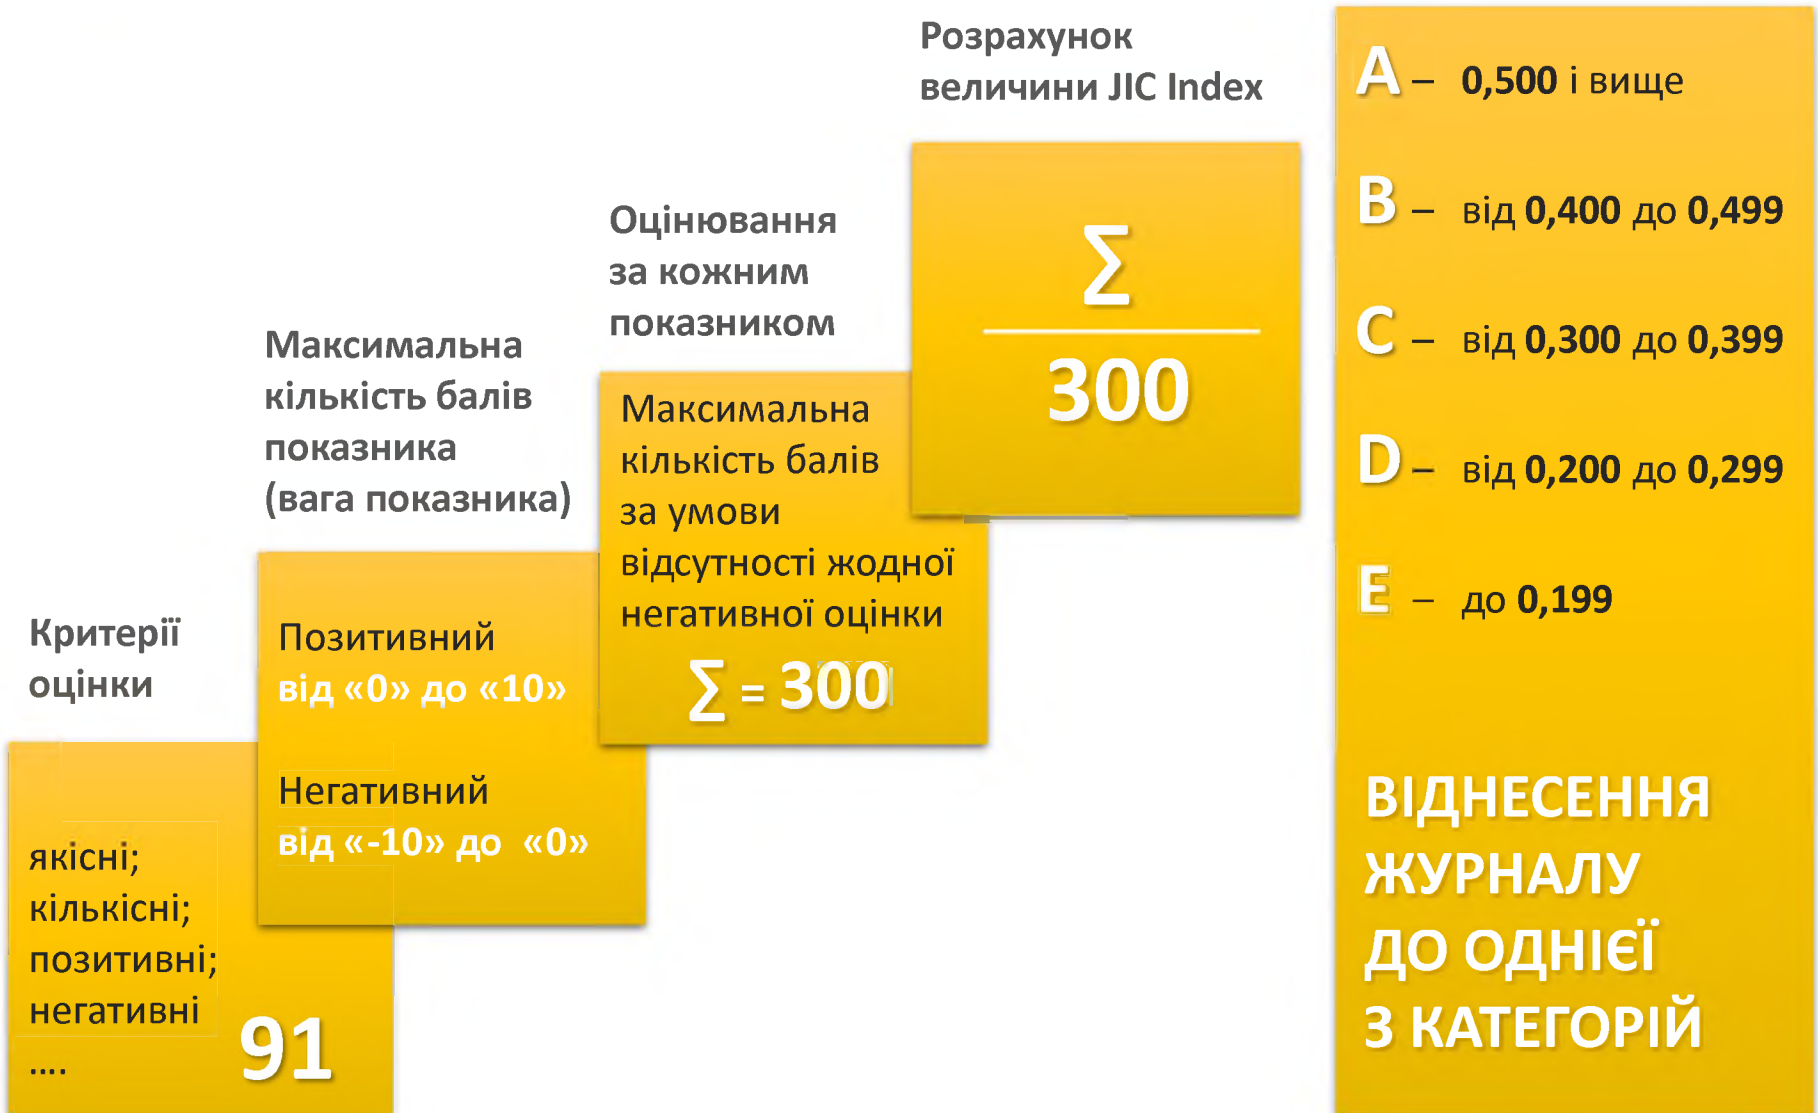 Критерії
оцінки
якісні;
кількісні;
позитивні;
негативні
....
91
Максимальна
кількість балів
показника
(вага показника)
Позитивний
від «0» до «10»
Негативний
від «-10» до «0»
Оцінювання
за кожним
показником
Максимальна
кількість балів
за умови
відсутності жодної
негативної оцінки
∑ = 300
Розрахунок
величини JIC Index
∑
300
A – 0,500 і вище
B – від 0,400 до 0,499
C – від 0,300 до 0,399
D – від 0,200 до 0,299
E – до 0,199
ВІДНЕСЕННЯ
ЖУРНАЛУ
ДО ОДНІЄЇ
З КАТЕГОРІЙ